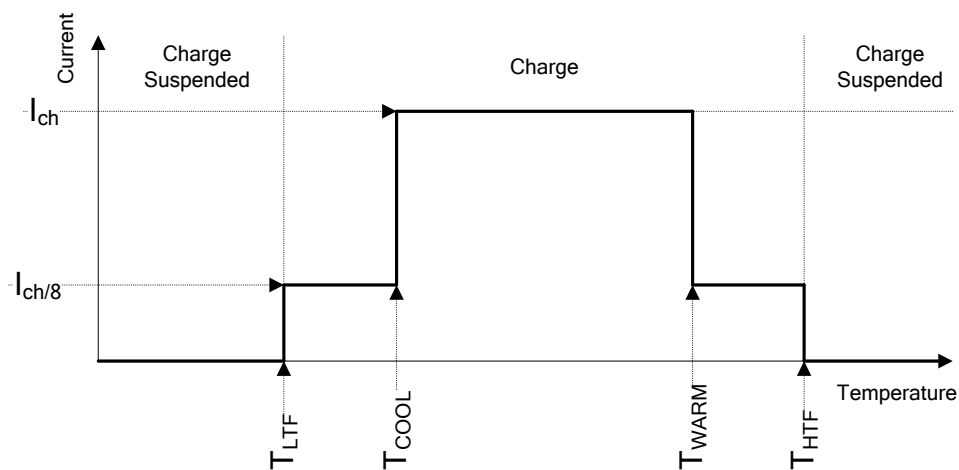 Current
Charge
Suspended
Charge
Charge
Suspended
Ich
Ich/8
Temperature
TLTF
TCOOL
TWARM
THTF